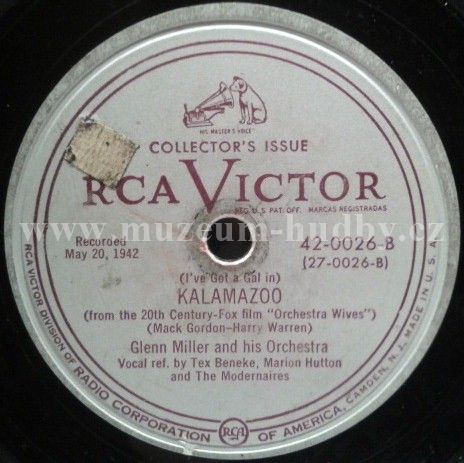 "HIS MASTER'S VOICE"
COLLECTOR'S ISSUE
RCA VICTOR
REG. U.S. PAT. OFF. MARCAS REGISTRADAS
www.muzeum-hudby.cz
Recorded
May 20, 1942
42-0026-B
(27-0026-B)
(I've Got a Gal in)
KALAMAZOO
(from the 20th Century-Fox film "Orchestra Wives")
(Mack Gordon-Harry Warren)
Glenn Miller and his Orchestra
Vocal ref. by Tex Beneke, Marion Hutton
and The Modernaires
RCA VICTOR DIVISION OF RADIO CORPORATION OF AMERICA, CAMDEN, N. J. MADE IN U. S. A.
RCA